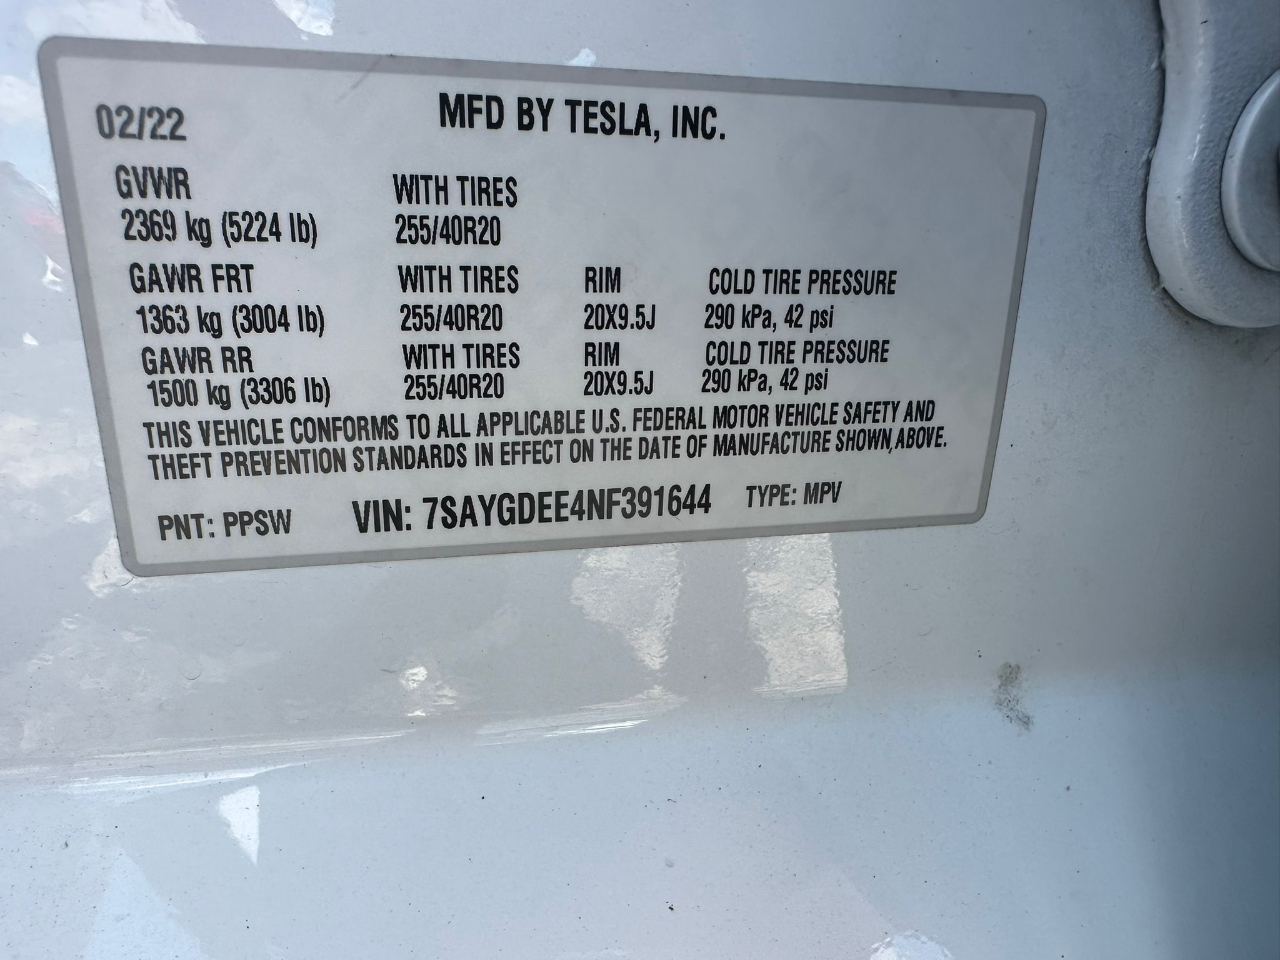 02/22 MFD BY TESLA, INC.
GVWR WITH TIRES
2369 kg (5224 lb) 255/40R20
GAWR FRT WITH TIRES RIM COLD TIRE PRESSURE
1363 kg (3004 lb) 255/40R20 20X9.5J 290 kPa, 42 psi
GAWR RR WITH TIRES RIM COLD TIRE PRESSURE
1500 kg (3306 lb) 255/40R20 20X9.5J 290 kPa, 42 psi
THIS VEHICLE CONFORMS TO ALL APPLICABLE U.S. FEDERAL MOTOR VEHICLE SAFETY AND
THEFT PREVENTION STANDARDS IN EFFECT ON THE DATE OF MANUFACTURE SHOWN ABOVE.
PNT: PPSW VIN: 7SAYGDEE4NF391644 TYPE: MPV